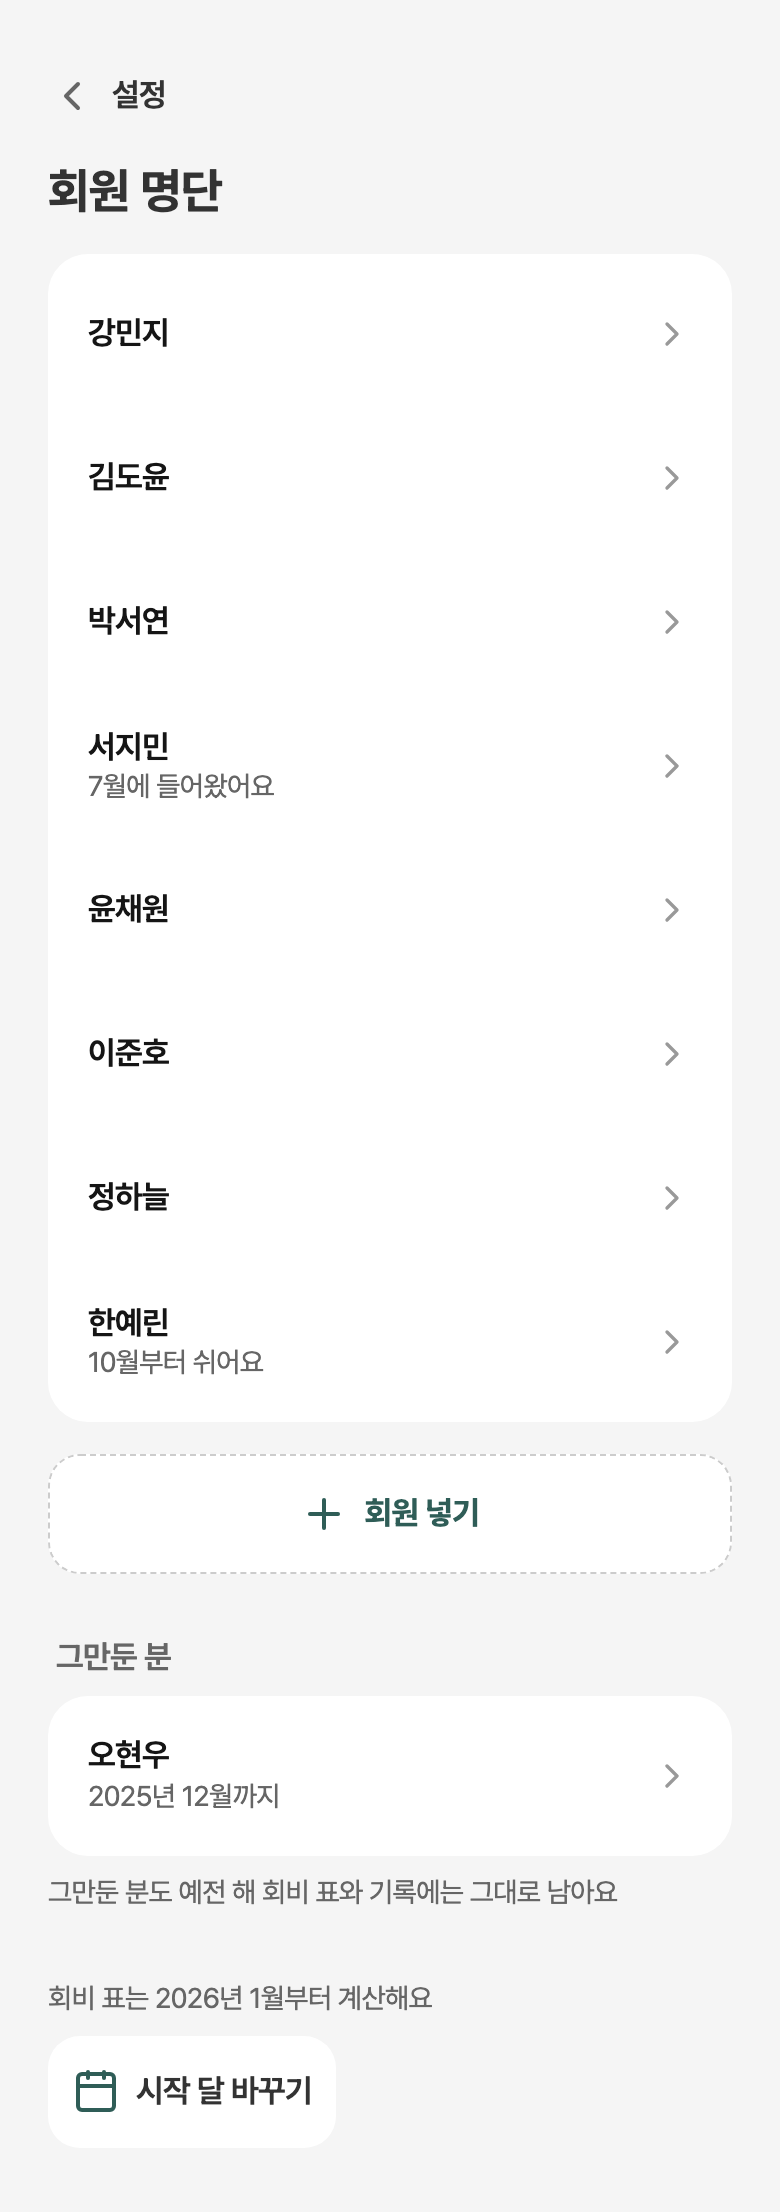 설정
회원 명단
강민지
김도윤
박서연
서지민
7월에 들어왔어요
윤채원
이준호
정하늘
한예린
10월부터 쉬어요
회원 넣기
그만둔 분
오현우
2025년 12월까지
그만둔 분도 예전 해 회비 표와 기록에는 그대로 남아요
회비 표는 2026년 1월부터 계산해요
시작 달 바꾸기